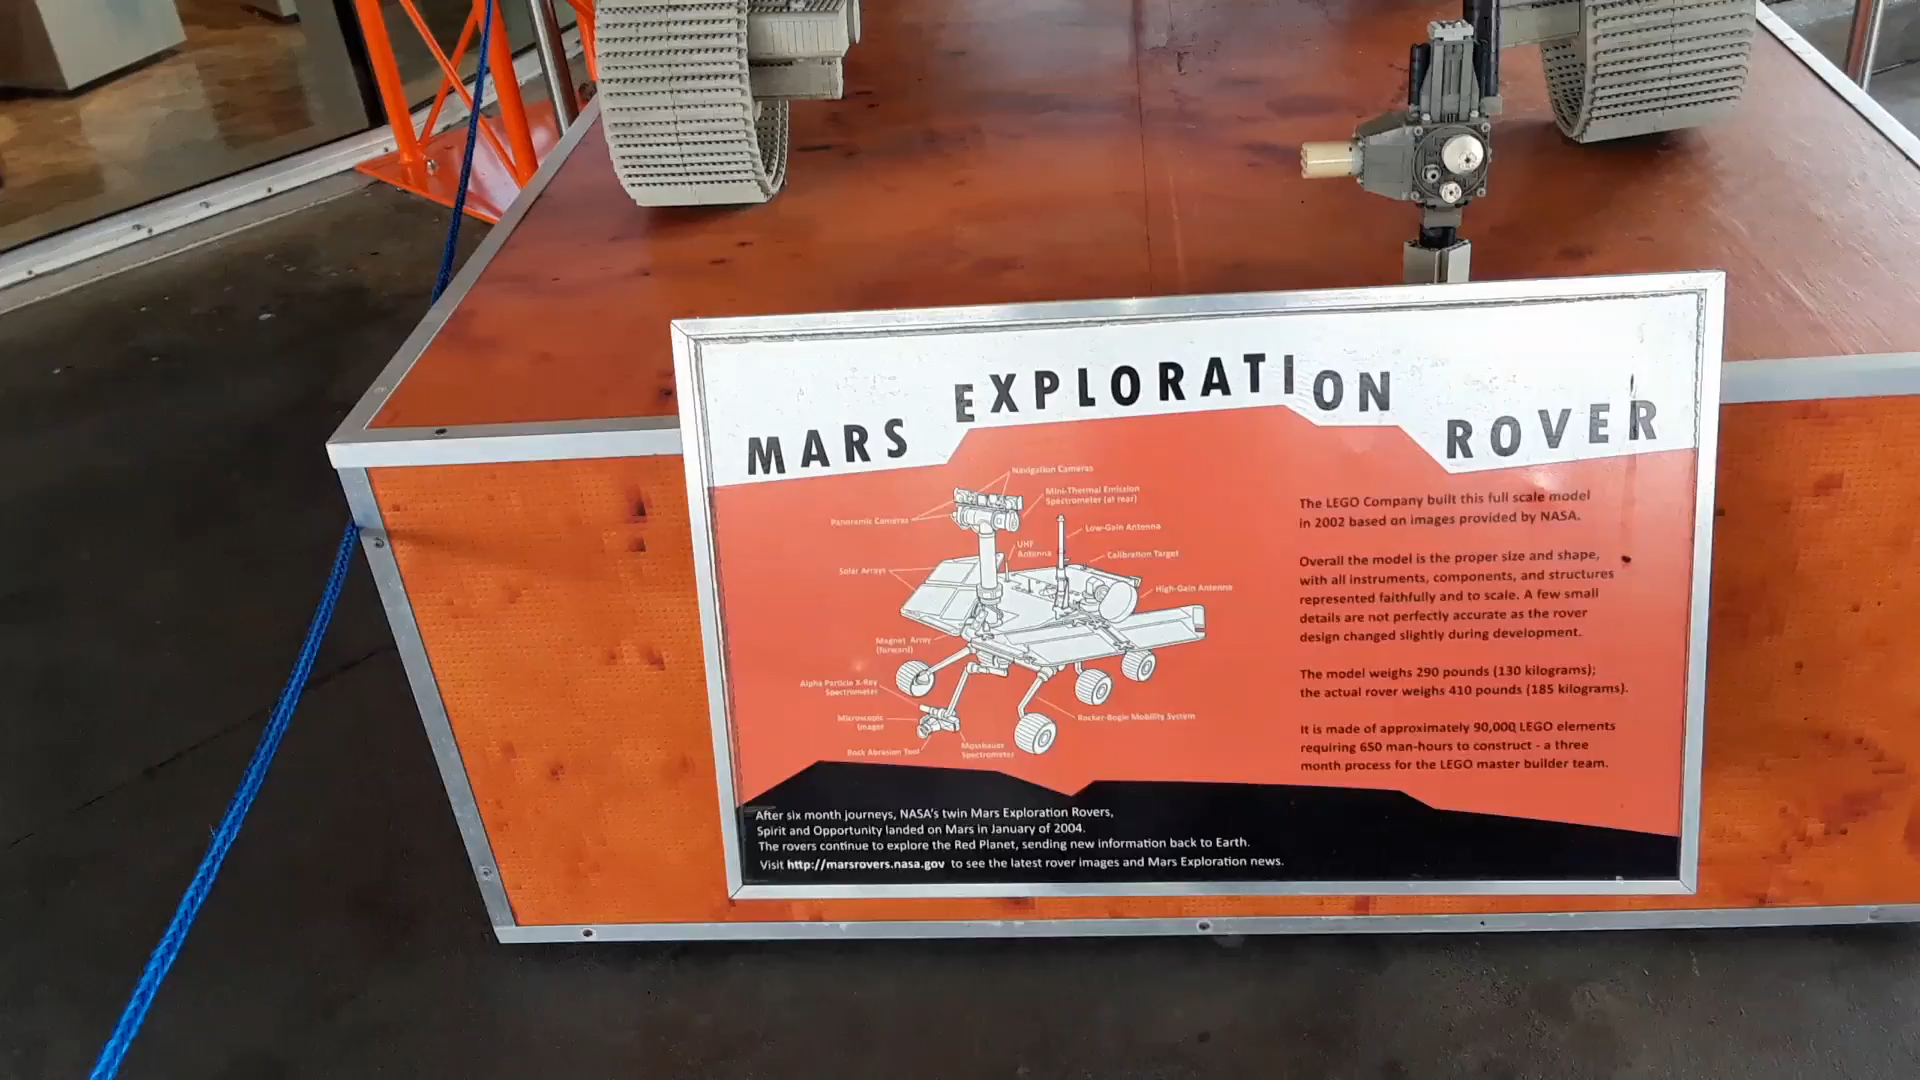 MARS EXPLORATION ROVER
Navigation Cameras
Mini-Thermal Emission
Spectrometer (at rear)
Panoramic Cameras
Low-Gain Antenna
UHF
Antenna
Calibration Target
Solar Arrays
High-Gain Antenna
Magnet Array
(forward)
Alpha Particle X-Ray
Spectrometer
Microscopic
Imager
Rocker-Bogie Mobility System
Rock Abrasion Tool
Mossbauer
Spectrometer
The LEGO Company built this full scale model
in 2002 based on images provided by NASA.
Overall the model is the proper size and shape,
with all instruments, components, and structures
represented faithfully and to scale. A few small
details are not perfectly accurate as the rover
design changed slightly during development.
The model weighs 290 pounds (130 kilograms);
the actual rover weighs 410 pounds (185 kilograms).
It is made of approximately 90,000 LEGO elements
requiring 650 man-hours to construct - a three
month process for the LEGO master builder team.
After six month journeys, NASA's twin Mars Exploration Rovers,
Spirit and Opportunity landed on Mars in January of 2004.
The rovers continue to explore the Red Planet, sending new information back to Earth.
Visit http://marsrovers.nasa.gov to see the latest rover images and Mars Exploration news.